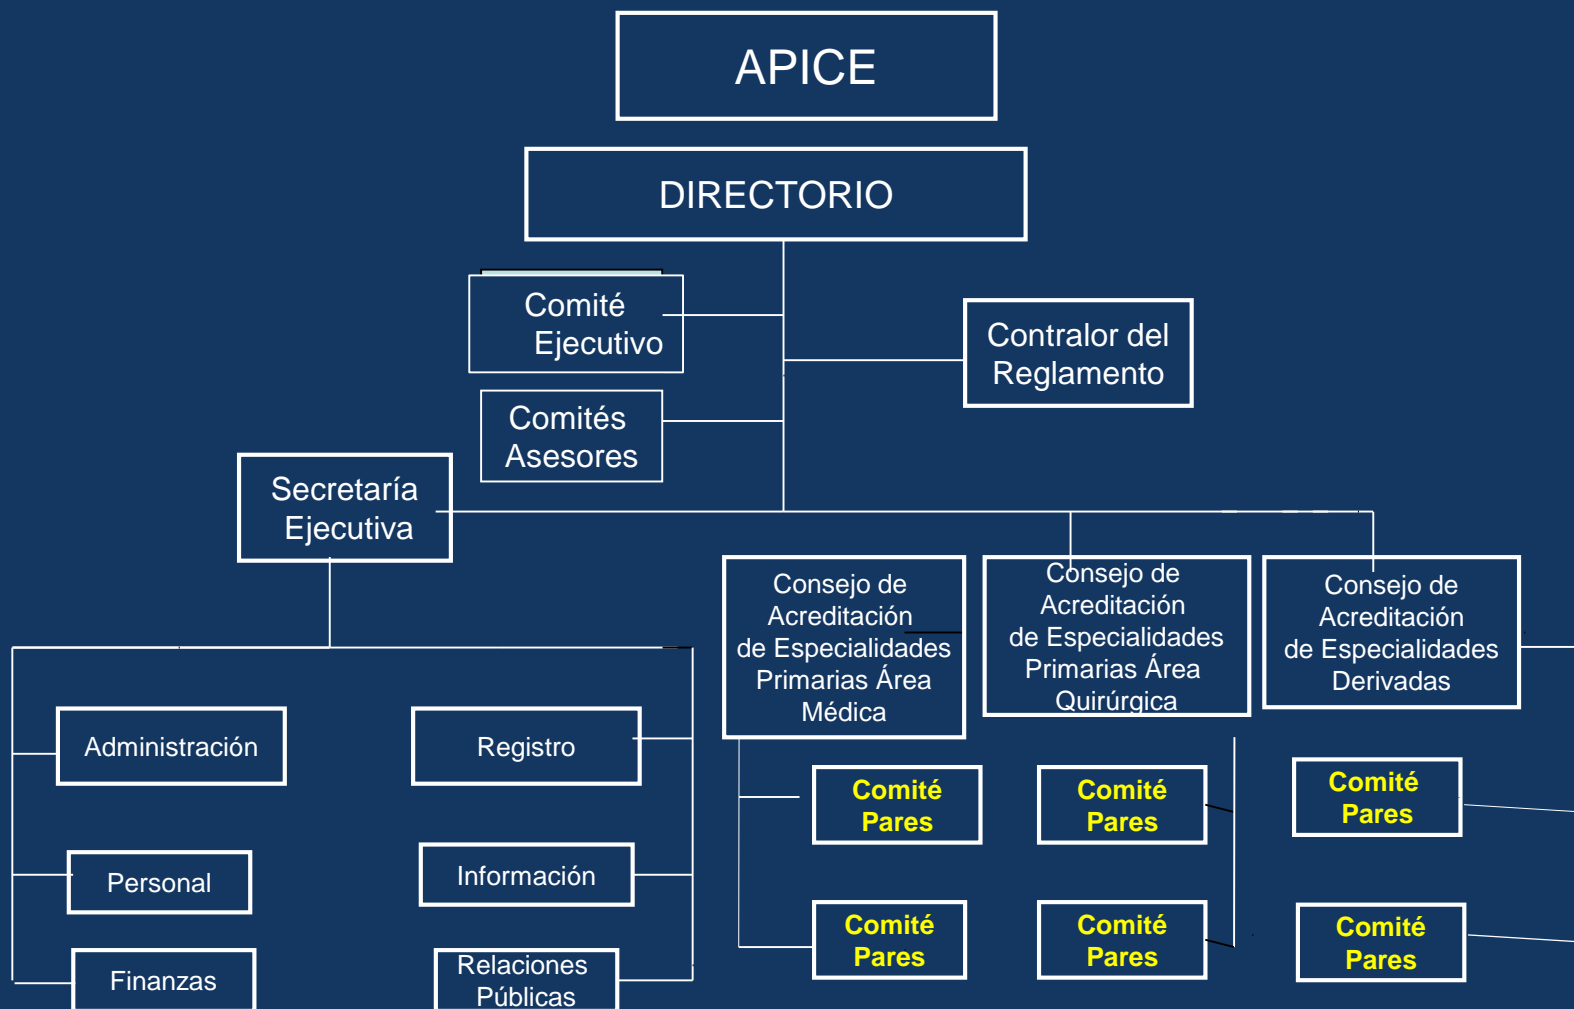 APICE
DIRECTORIO
Comité
Ejecutivo
Contralor del
Reglamento
Comités
Asesores
Secretaría
Ejecutiva
Consejo de
Acreditación
de Especialidades
Primarias Área
Médica
Consejo de
Acreditación
de Especialidades
Primarias Área
Quirúrgica
Consejo de
Acreditación
de Especialidades
Derivadas
Administración
Registro
Comité
Pares
Comité
Pares
Comité
Pares
Personal
Información
Comité
Pares
Comité
Pares
Comité
Pares
Finanzas
Relaciones
Públicas